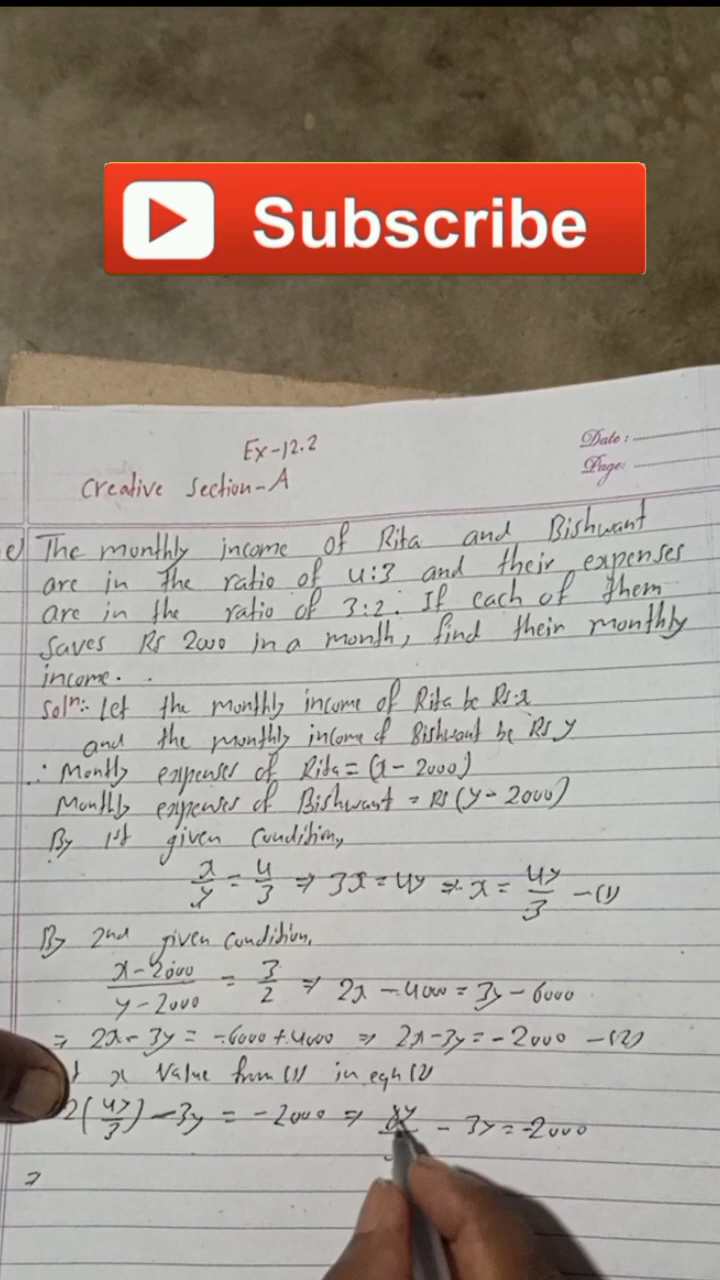 Subscribe
Ex-12.2
Date :
Page:
Creative Section-A
e) The monthly income of Rita and Bishwant
are in the ratio of 4:3 and their expenses
are in the ratio of 3:2. If each of them
saves Rs 2000 in a month, find their monthly
income.
Solⁿ:- Let the monthly income of Rita be Rs.x
and the monthly income of Bishwant be Rs y
∴ Montly expenses of Rita = (x - 2000)
Monthly expenses of Bishwant = Rs (y - 2000)
By 1st given Condition,
x/y = 4/3 ⇒ 3x = 4y ⇒ x = 4y/3 -(1)
By 2nd given Condition,
x-2000/y-2000 = 3/2 ⇒ 2x - 4000 = 3y - 6000
⇒ 2x - 3y = -6000 + 4000 ⇒ 2x - 3y = -2000 -(2)
x Value from (1) in eqn (2)
2(4y/3) - 3y = -2000 ⇒ 8y - 3y = -2000
⇒